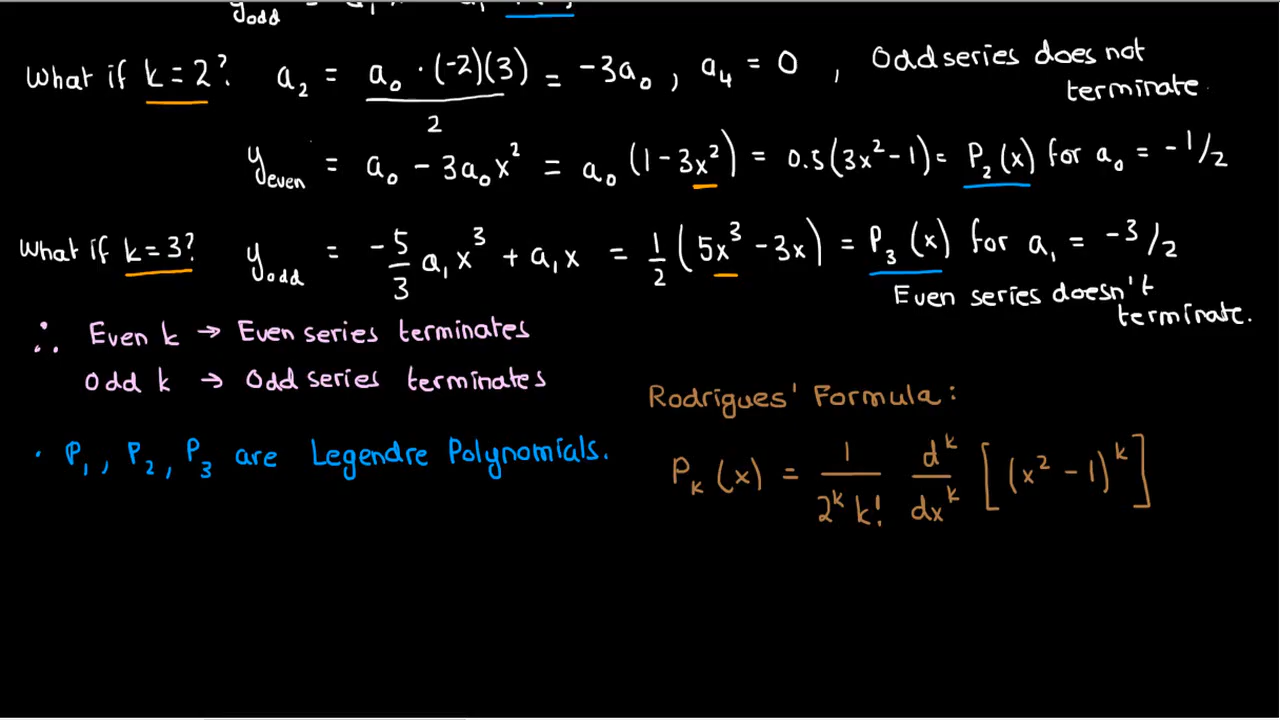 y_odd
What if k = 2? a₂ = a₀ · (-2)(3) / 2 = -3a₀, a₄ = 0, Odd series does not terminate
y_even = a₀ - 3a₀x² = a₀ (1 - 3x²) = 0.5(3x² - 1) = P₂(x) for a₀ = -1/2
What if k = 3? y_odd = -5/3 a₁x³ + a₁x = 1/2 (5x³ - 3x) = P₃(x) for a₁ = -3/2
Even series doesn't terminate.
∴ Even k → Even series terminates
Odd k → Odd series terminates
Rodrigues' Formula:
· P₁, P₂, P₃ are Legendre Polynomials.
P_k(x) = 1/(2^k k!) d^k/dx^k [(x² - 1)^k]